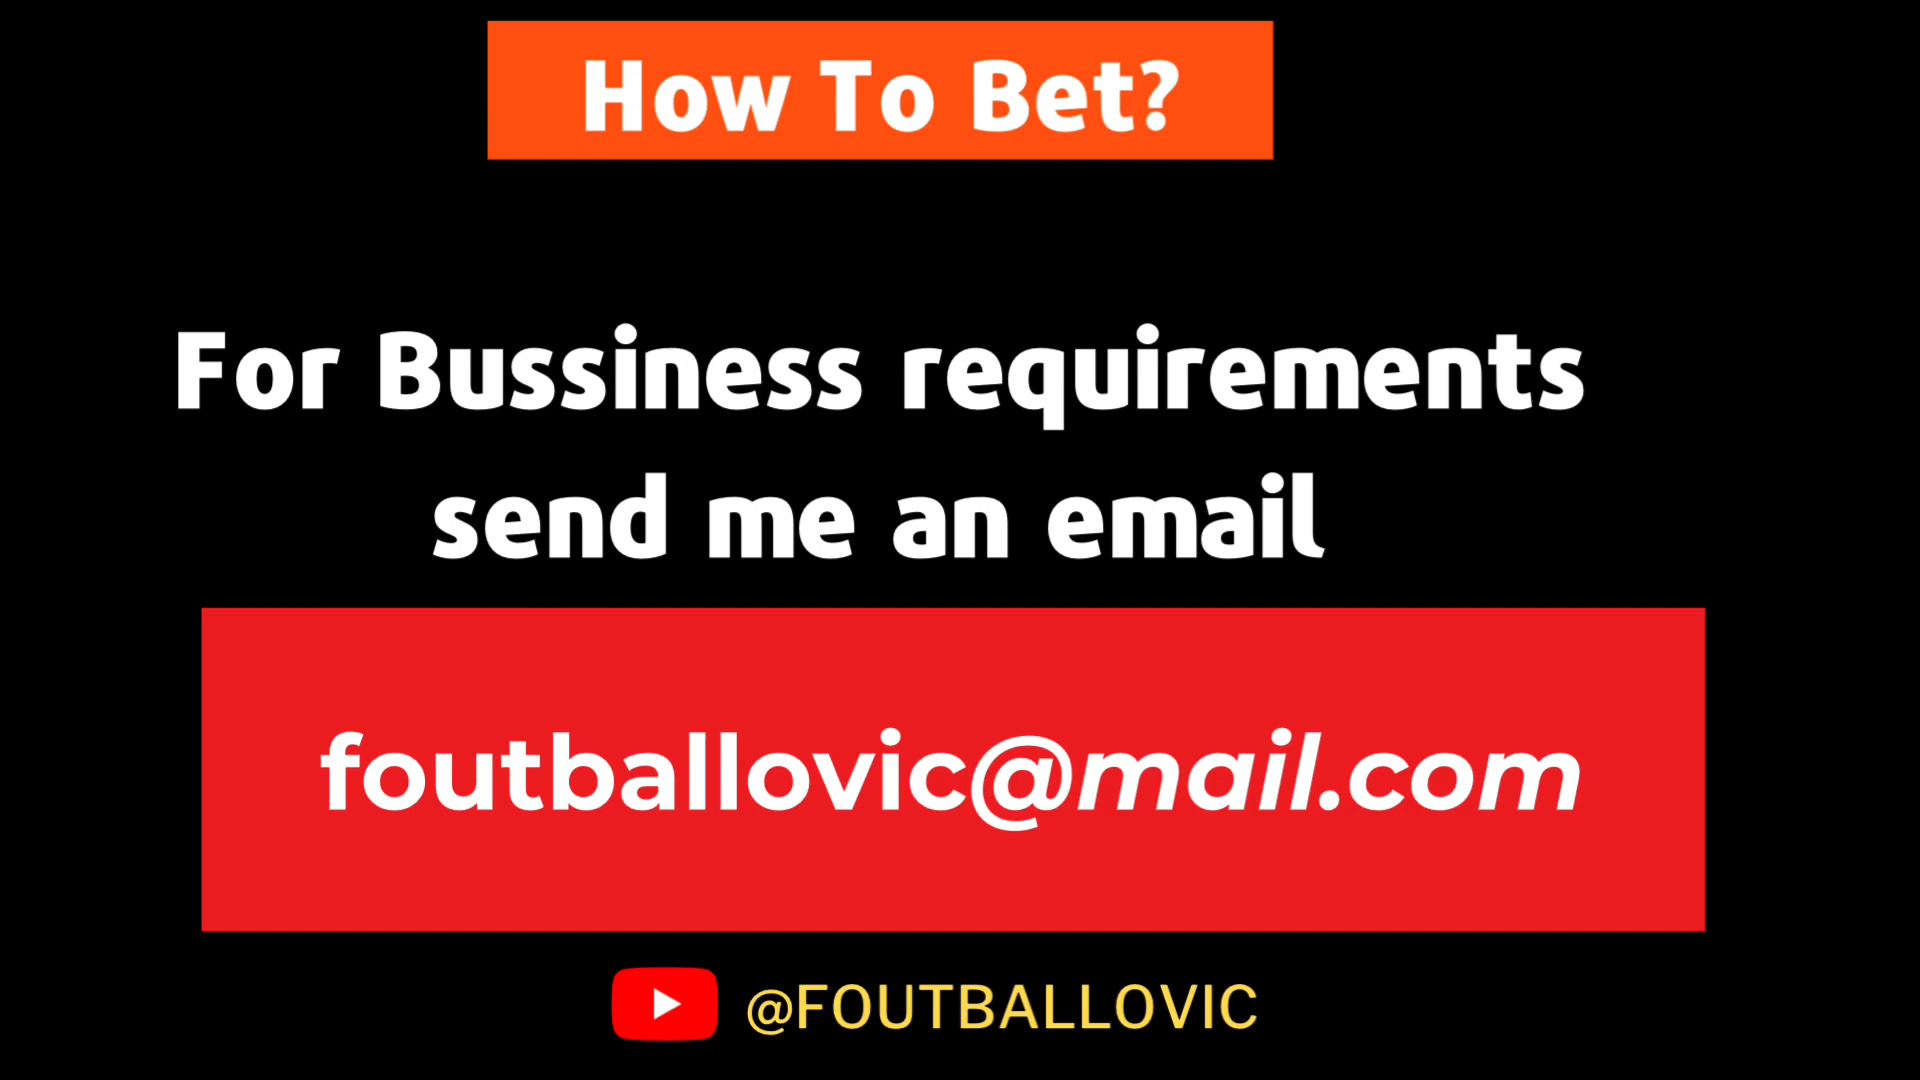 How To Bet?
For Bussiness requirements
send me an email
foutballovic@mail.com
@FOUTBALLOVIC